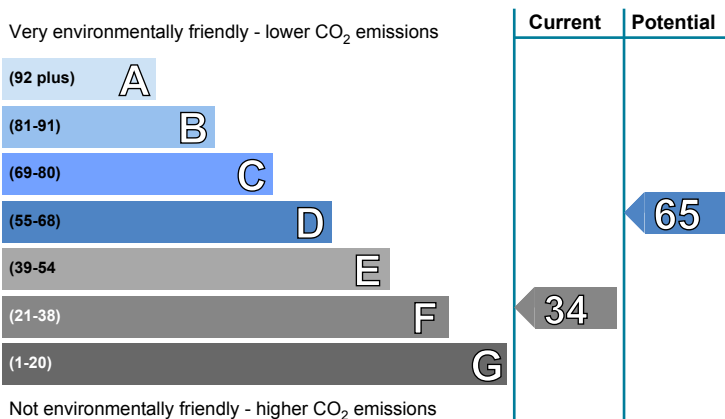 Current Potential
Very environmentally friendly - lower CO2 emissions
(92 plus) A
(81-91) B
(69-80) C
(55-68) D
65
(39-54 E
(21-38) F
34
(1-20) G
Not environmentally friendly - higher CO2 emissions